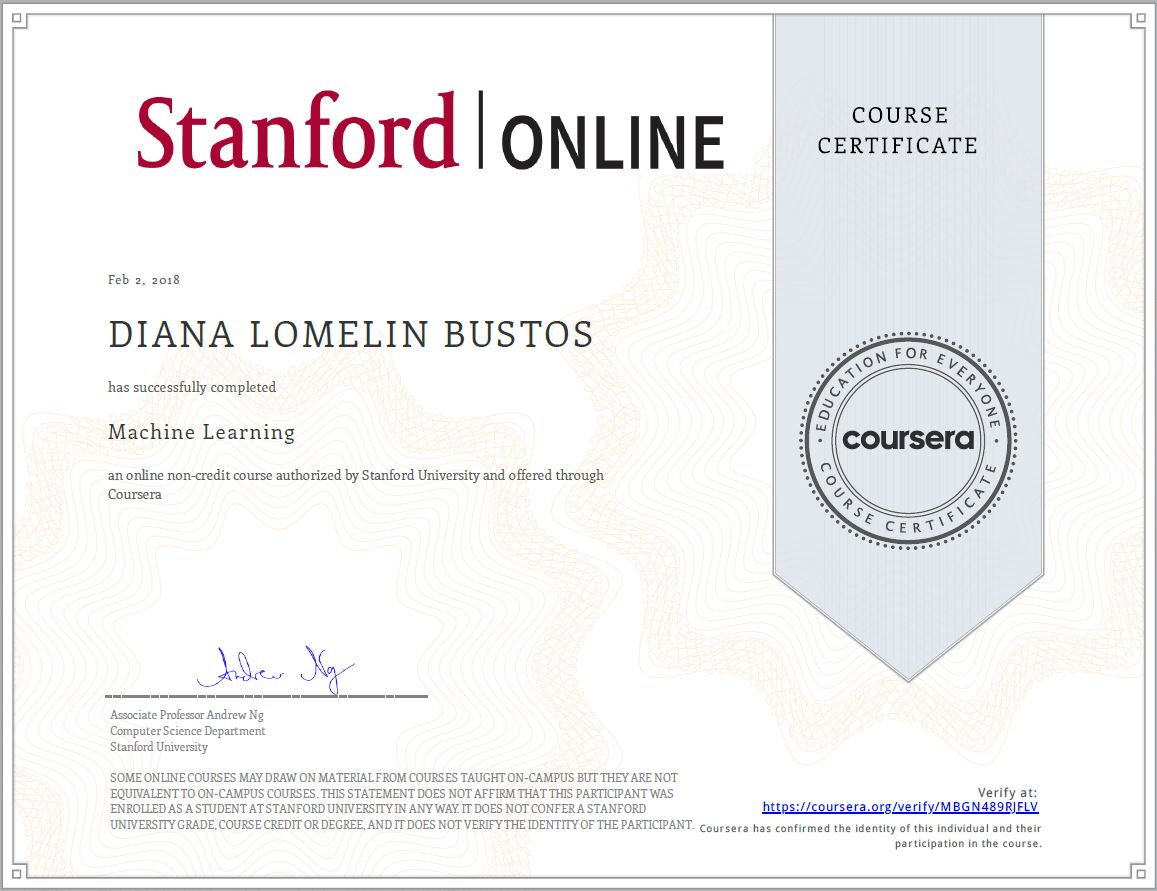 Stanford | ONLINE
COURSE
CERTIFICATE
Feb 2, 2018
DIANA LOMELIN BUSTOS
has successfully completed
Machine Learning
an online non-credit course authorized by Stanford University and offered through
Coursera
EDUCATION FOR EVERYONE
coursera
COURSE CERTIFICATE
Andrew Ng
Associate Professor Andrew Ng
Computer Science Department
Stanford University
SOME ONLINE COURSES MAY DRAW ON MATERIAL FROM COURSES TAUGHT ON-CAMPUS BUT THEY ARE NOT
EQUIVALENT TO ON-CAMPUS COURSES. THIS STATEMENT DOES NOT AFFIRM THAT THIS PARTICIPANT WAS
ENROLLED AS A STUDENT AT STANFORD UNIVERSITY IN ANY WAY. IT DOES NOT CONFER A STANFORD
UNIVERSITY GRADE, COURSE CREDIT OR DEGREE, AND IT DOES NOT VERIFY THE IDENTITY OF THE PARTICIPANT.
Verify at:
https://coursera.org/verify/MBGN489RJFLV
Coursera has confirmed the identity of this individual and their
participation in the course.